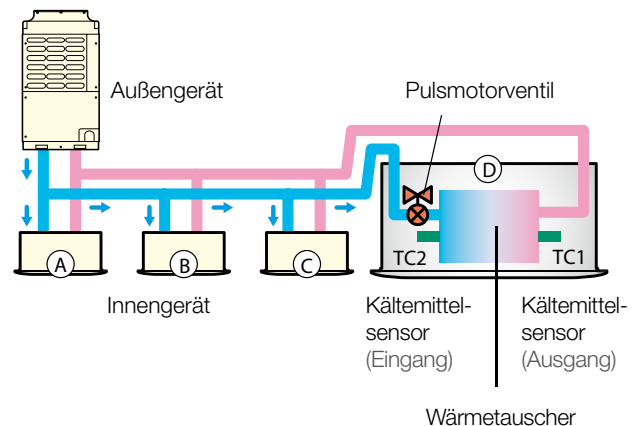 Außengerät
Pulsmotorventil
D
TC2
TC1
A
B
C
Innengerät
Kältemittel-
sensor
(Eingang)
Kältemittel-
sensor
(Ausgang)
Wärmetauscher